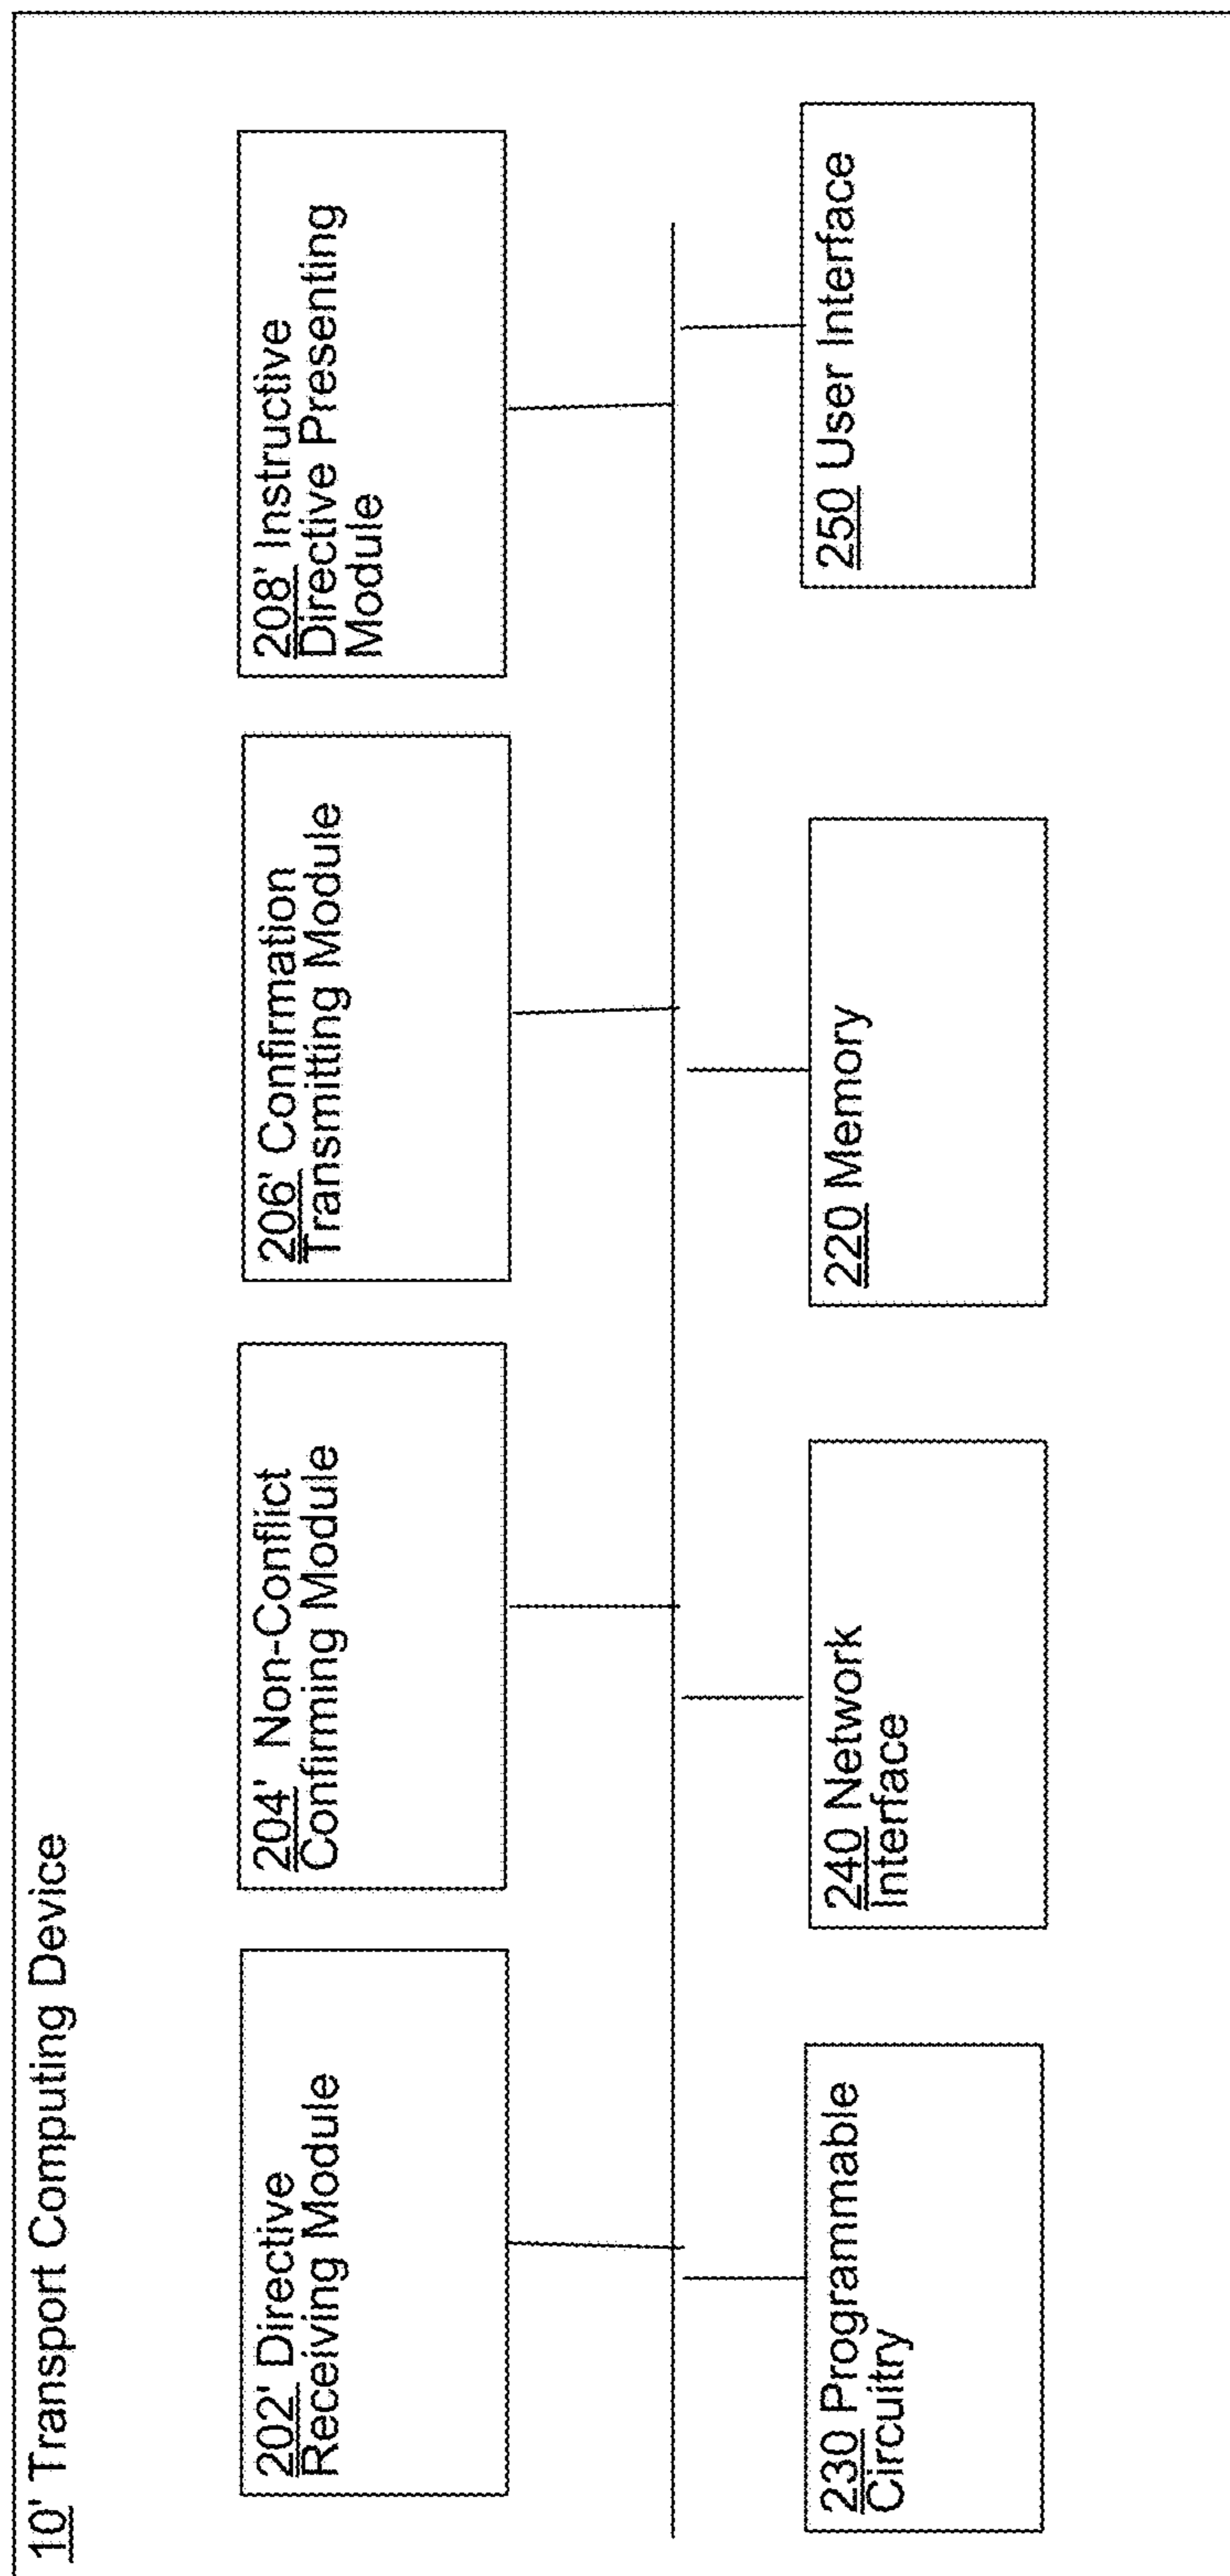 10' Transport Computing Device
202' Directive
Receiving Module
204' Non-Conflict
Confirming Module
206' Confirmation
Transmitting Module
208' Instructive
Directive Presenting
Module
230 Programmable
Circuitry
240 Network
Interface
220 Memory
250 User Interface